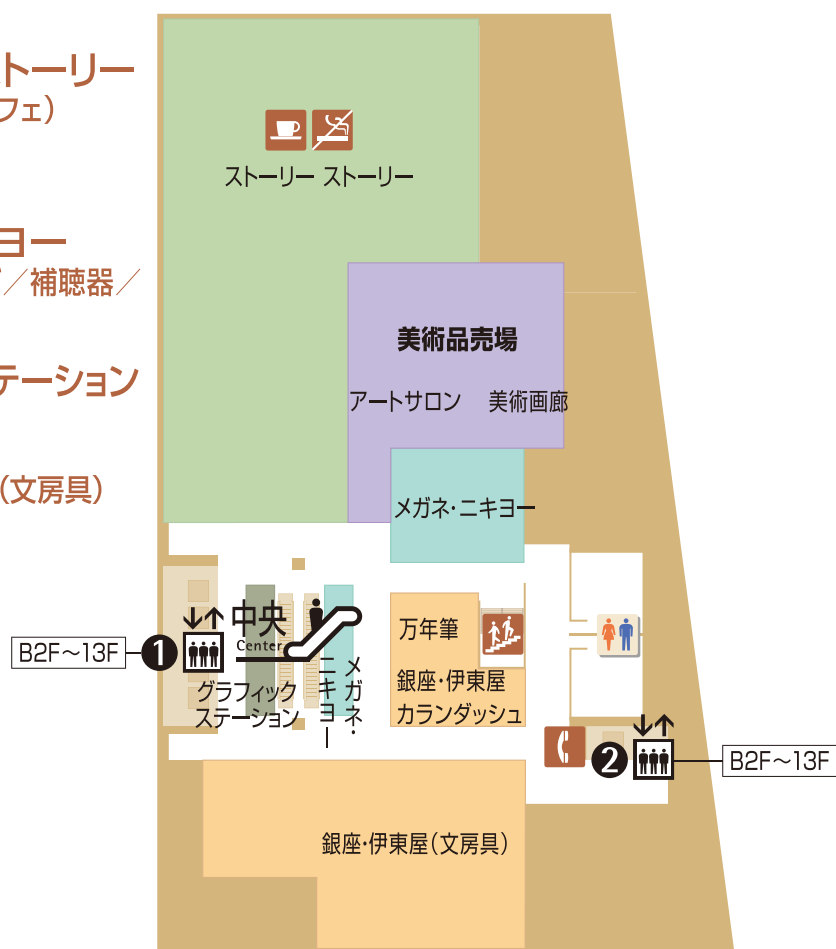 トーリー
フェ）
ストーリー ストーリー
ヨー
／補聴器／
美術品売場
テーション
アートサロン 美術画廊
（文房具）
メガネ・ニキヨー
中央
Center
B2F～13F
1
グラフィック
ステーション
メガネ・
ニキヨー
万年筆
銀座・伊東屋
カランダッシュ
2
B2F～13F
銀座・伊東屋（文房具）